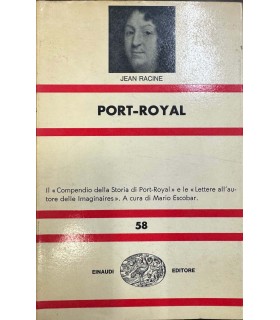 JEAN RACINE
PORT-ROYAL
Il «Compendio della Storia di Port-Royal» e le «Lettere all'au-
tore delle Imaginaires». A cura di Mario Escobar.
58
EINAUDI EDITORE